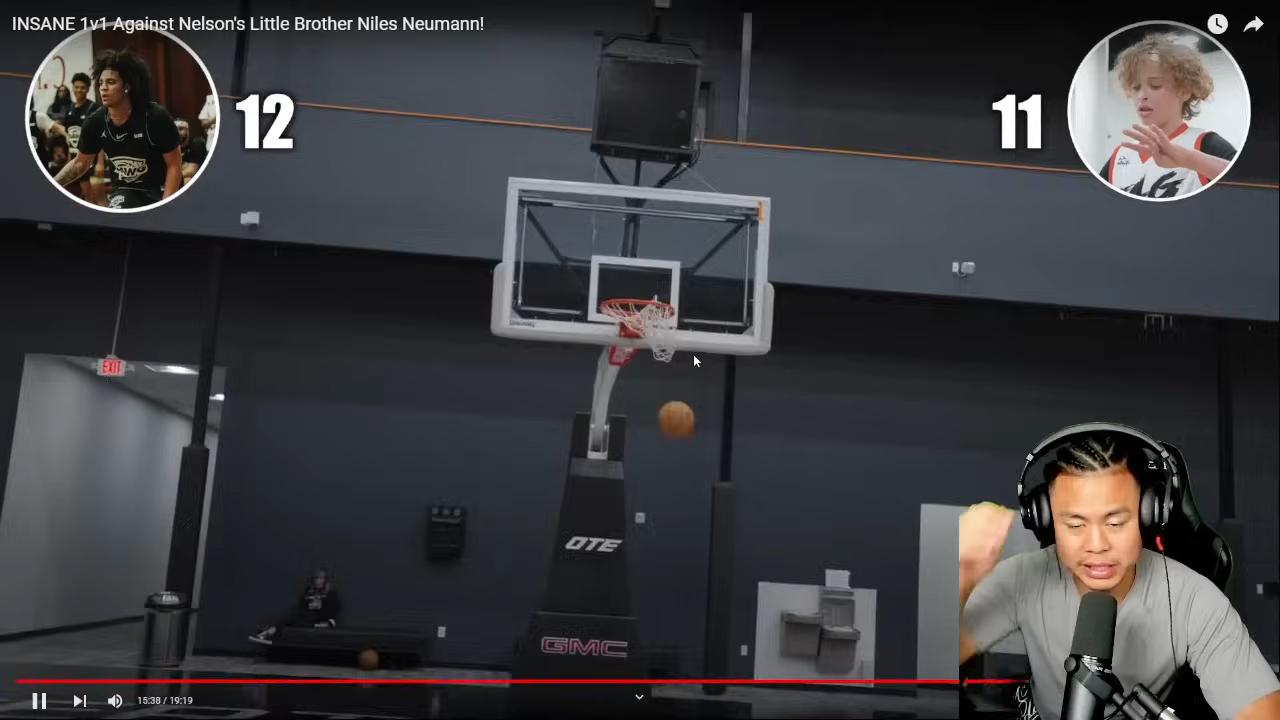 INSANE 1v1 Against Nelson's Little Brother Niles Neumann!
12
11
EXIT
OTE
GMC
15:38 / 19:19